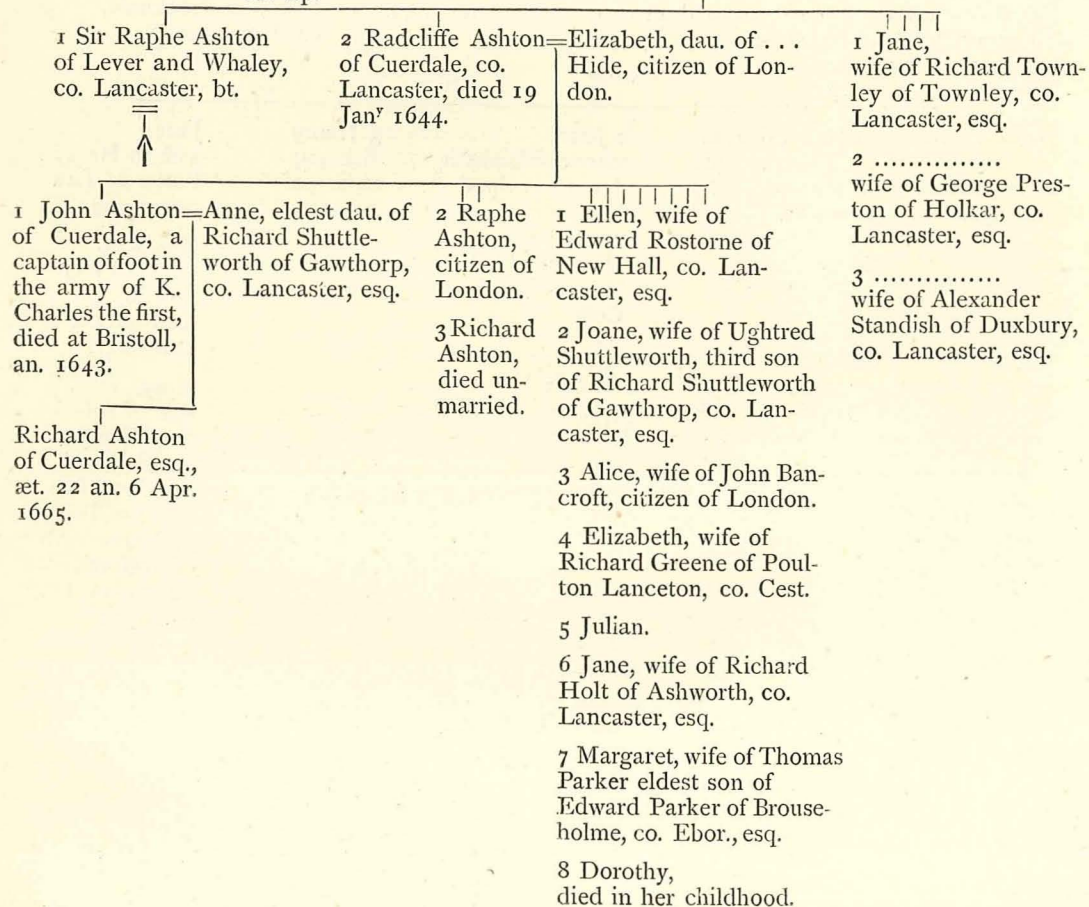 1 Sir Raphe Ashton
of Lever and Whaley,
co. Lancaster, bt.
2 Radcliffe Ashton=Elizabeth, dau. of . . .
of Cuerdale, co.
Lancaster, died 19
Janʸ 1644.
Hide, citizen of Lon-
don.
1 Jane,
wife of Richard Town-
ley of Townley, co.
Lancaster, esq.
2 ...............
wife of George Pres-
ton of Holkar, co.
Lancaster, esq.
3 ...............
wife of Alexander
Standish of Duxbury,
co. Lancaster, esq.
1 John Ashton=Anne, eldest dau. of
of Cuerdale, a
captain of foot in
the army of K.
Charles the first,
died at Bristoll,
an. 1643.
Richard Shuttle-
worth of Gawthorp,
co. Lancaster, esq.
2 Raphe
Ashton,
citizen of
London.
3 Richard
Ashton,
died un-
married.
1 Ellen, wife of
Edward Rostorne of
New Hall, co. Lan-
caster, esq.
2 Joane, wife of Ughtred
Shuttleworth, third son
of Richard Shuttleworth
of Gawthrop, co. Lan-
caster, esq.
3 Alice, wife of John Ban-
croft, citizen of London.
4 Elizabeth, wife of
Richard Greene of Poul-
ton Lanceton, co. Cest.
5 Julian.
6 Jane, wife of Richard
Holt of Ashworth, co.
Lancaster, esq.
7 Margaret, wife of Thomas
Parker eldest son of
Edward Parker of Brouse-
holme, co. Ebor., esq.
8 Dorothy,
died in her childhood.
Richard Ashton
of Cuerdale, esq.,
æt. 22 an. 6 Apr.
1665.